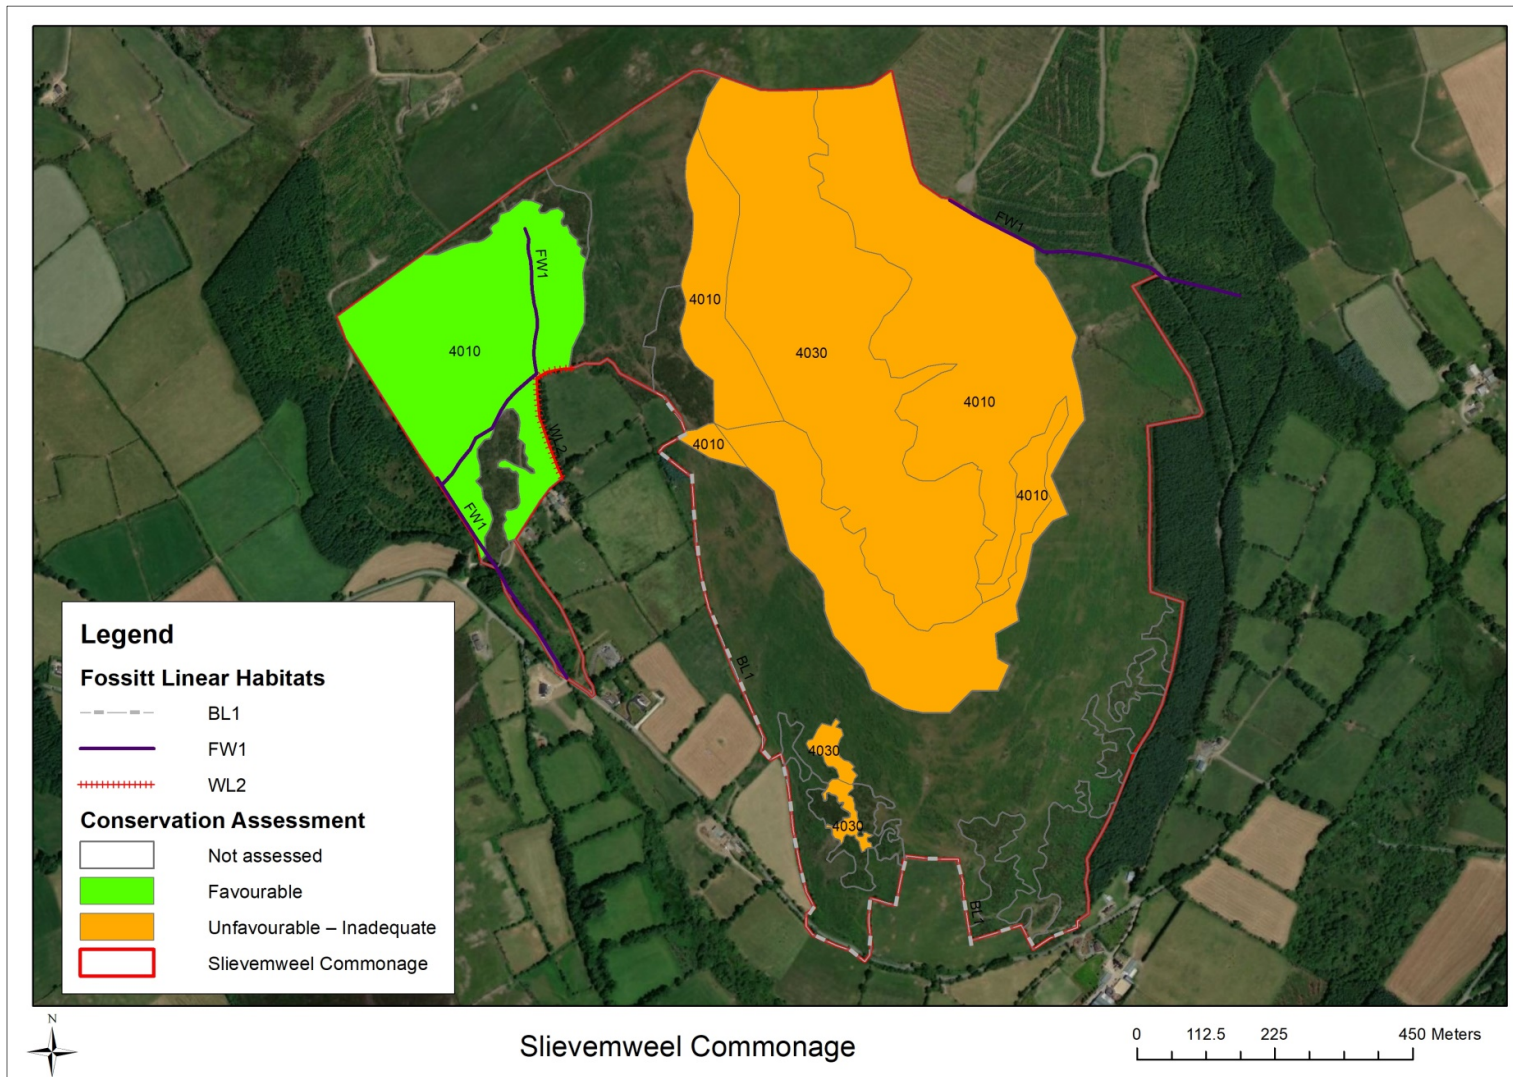 FW1
FW1
4010
4030
4010
4010
WL2
4010
4010
FW1
BL1
4030
4030
BL1
Legend
Fossitt Linear Habitats
BL1
FW1
WL2
Conservation Assessment
Not assessed
Favourable
Unfavourable – Inadequate
Slievemweel Commonage
N
Slievemweel Commonage
0 112.5 225 450 Meters